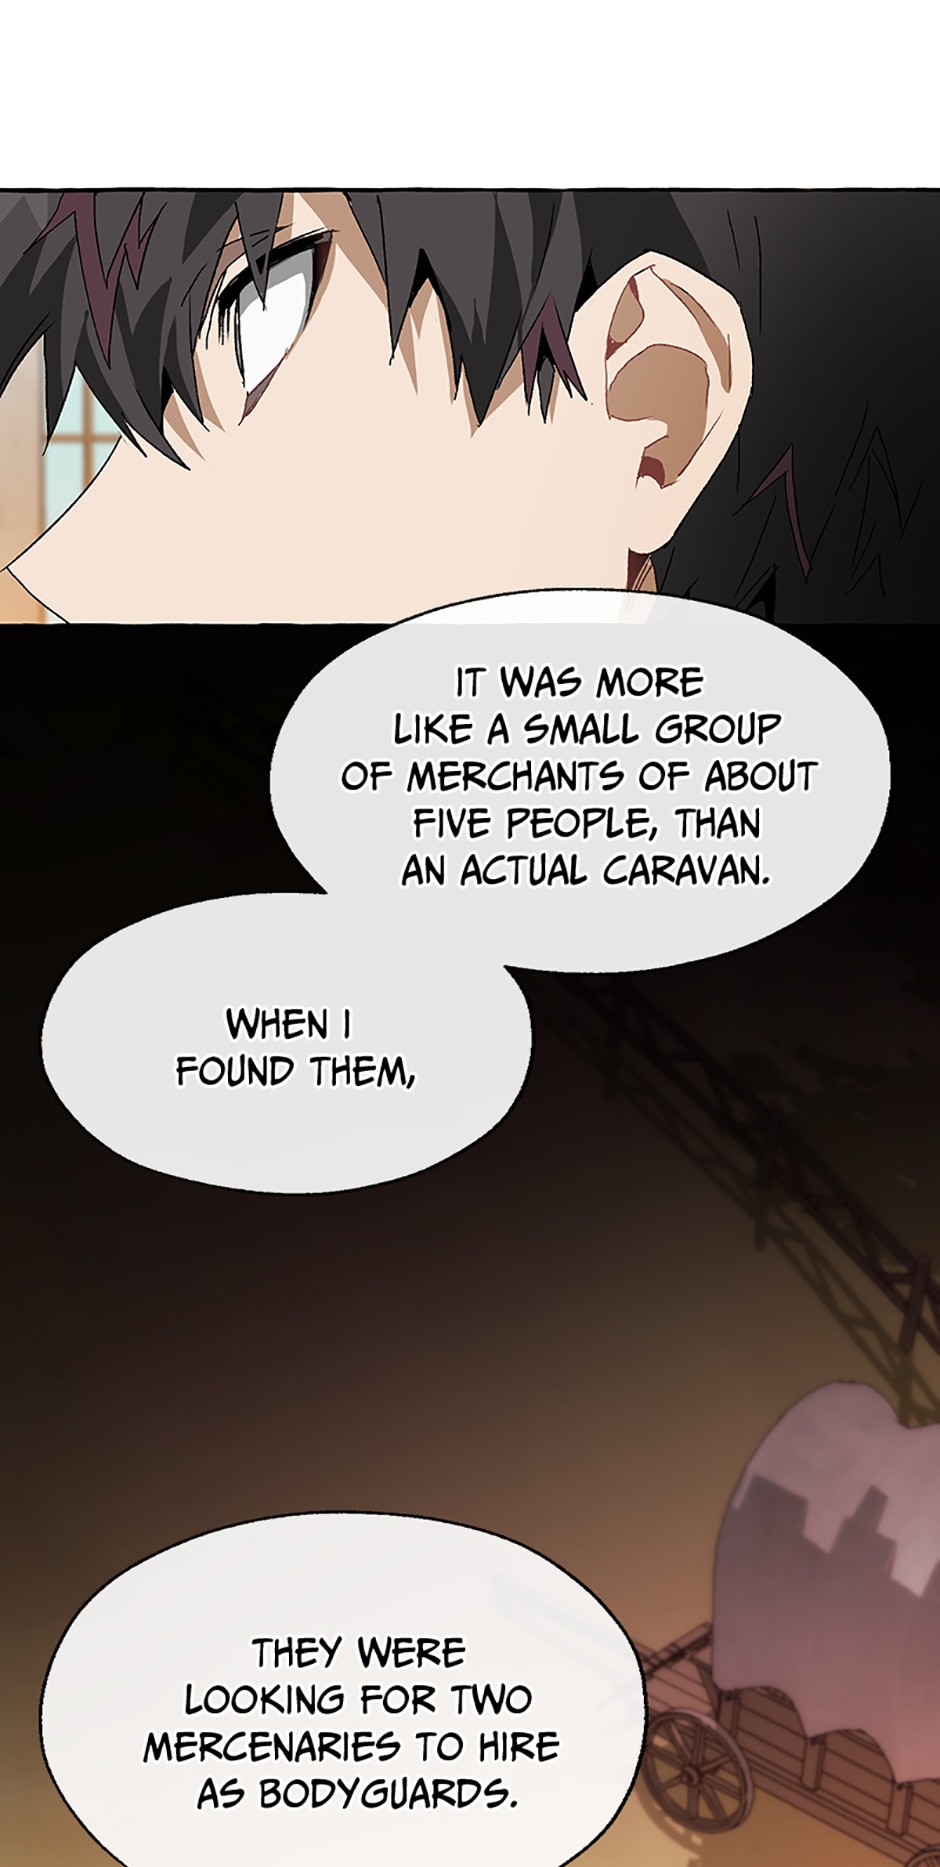 IT WAS MORE
LIKE A SMALL GROUP
OF MERCHANTS OF ABOUT
FIVE PEOPLE, THAN
AN ACTUAL CARAVAN.
WHEN I
FOUND THEM,
THEY WERE
LOOKING FOR TWO
MERCENARIES TO HIRE
AS BODYGUARDS.